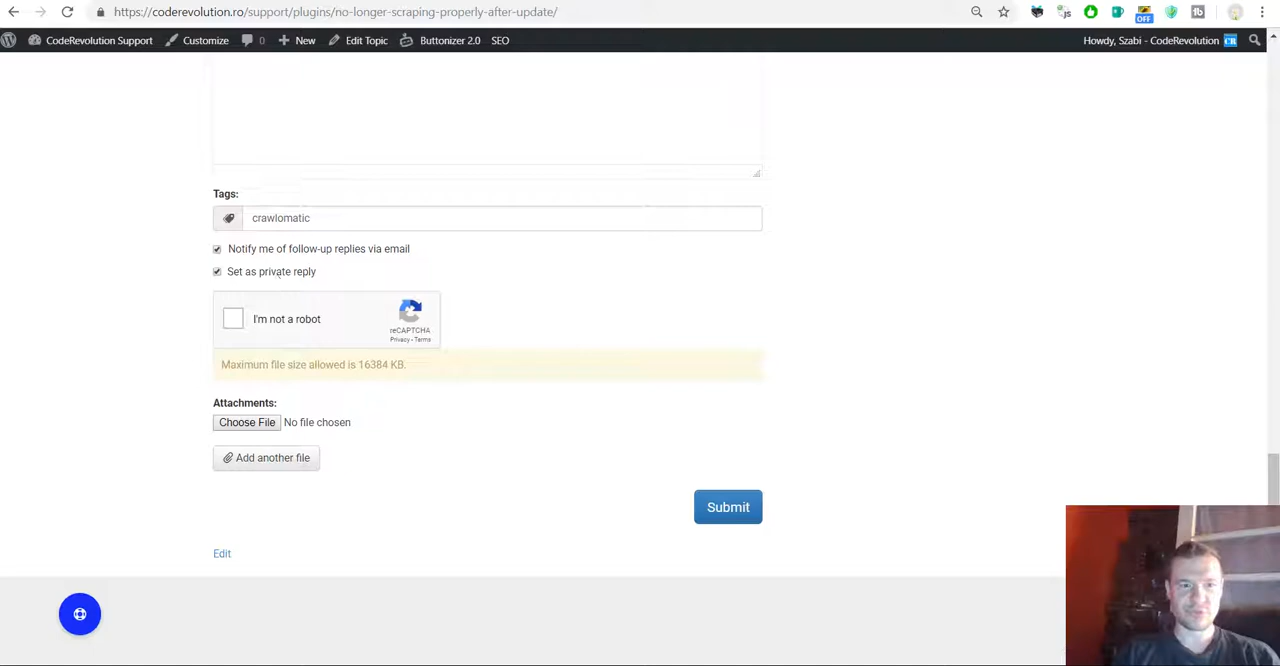 https://coderevolution.ro/support/plugins/no-longer-scraping-properly-after-update/
OFF
CodeRevolution Support Customize 0 New Edit Topic Buttonizer 2.0 SEO Howdy, Szabi - CodeRevolution CR
Tags:
crawlomatic
Notify me of follow-up replies via email
Set as private reply
I'm not a robot
reCAPTCHA
Privacy - Terms
Maximum file size allowed is 16384 KB.
Attachments:
Choose File No file chosen
Add another file
Submit
Edit